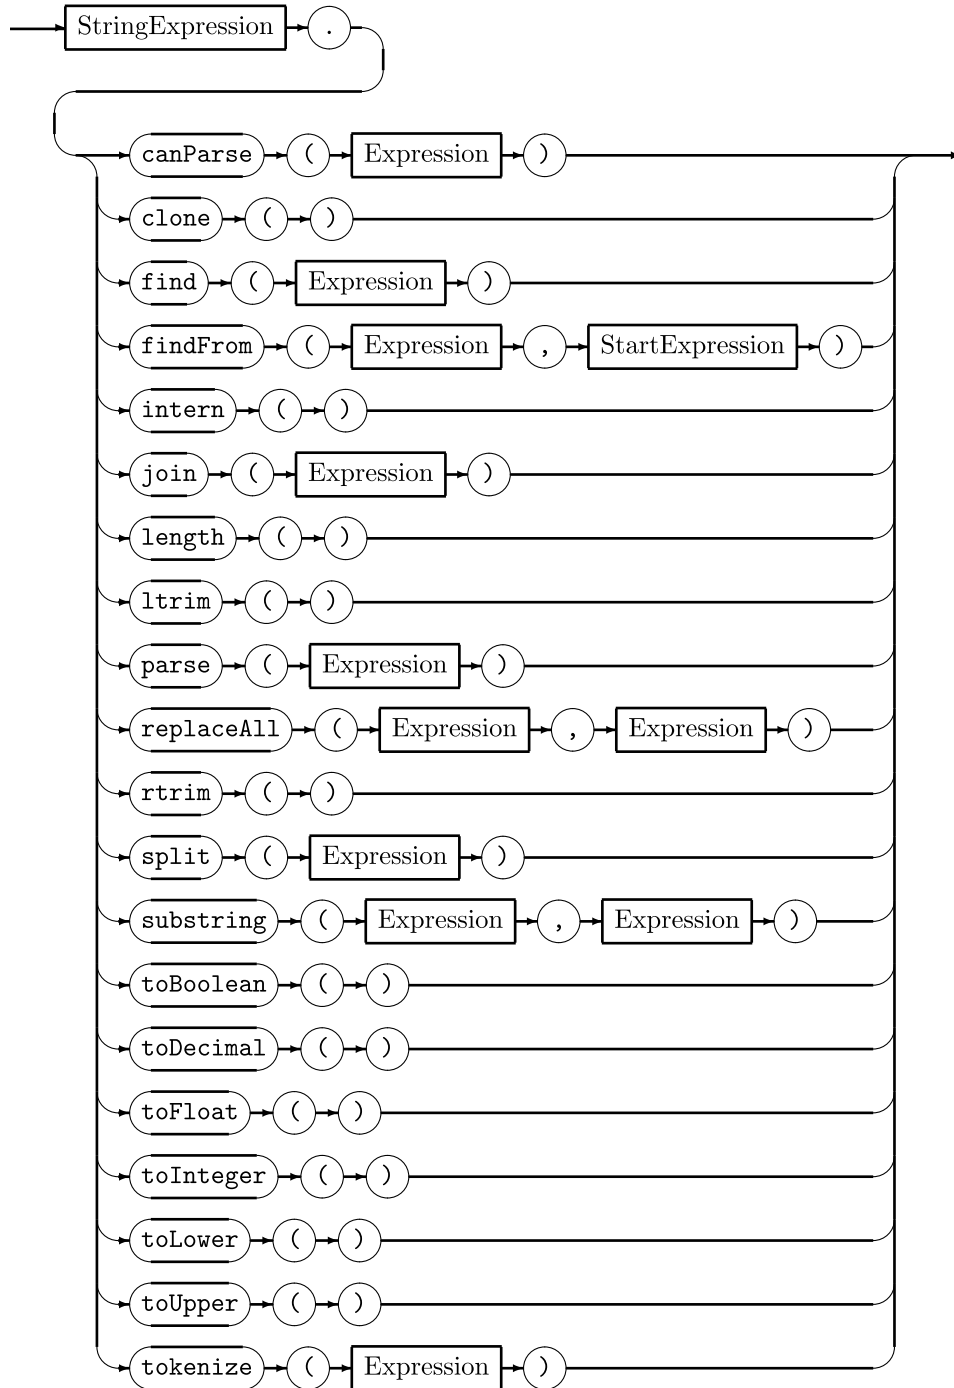 StringExpression .
canParse ( Expression )
clone ( )
find ( Expression )
findFrom ( Expression , StartExpression )
intern ( )
join ( Expression )
length ( )
ltrim ( )
parse ( Expression )
replaceAll ( Expression , Expression )
rtrim ( )
split ( Expression )
substring ( Expression , Expression )
toBoolean ( )
toDecimal ( )
toFloat ( )
toInteger ( )
toLower ( )
toUpper ( )
tokenize ( Expression )